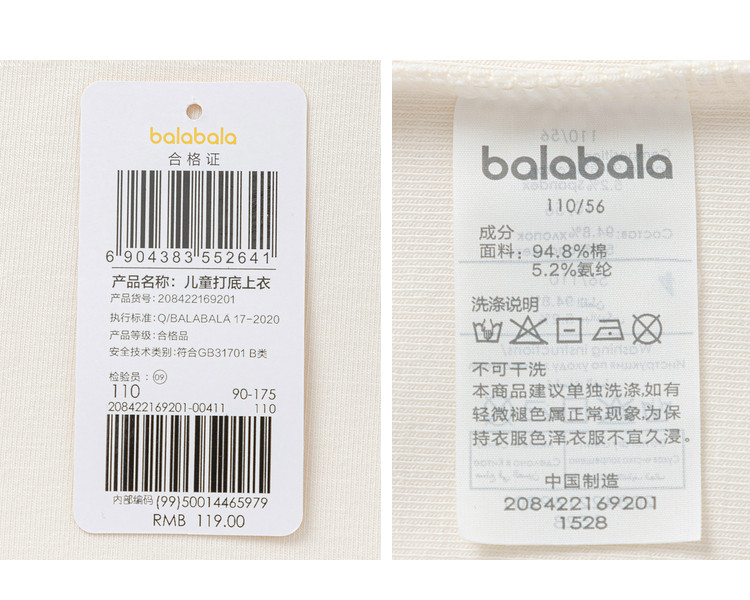 balabala
合格证
6 904383 552641
产品名称：儿童打底上衣
产品货号：208422169201
执行标准：Q/BALABALA 17-2020
产品等级：合格品
安全技术类别：符合GB31701 B类
检验员：09
110 90-175
208422169201-00411 110
内部编码 (99)50014465979
RMB 119.00
balabala
110/56
成分
面料：94.8%棉
5.2%氨纶
洗涤说明
不可干洗
本商品建议单独洗涤,如有
轻微褪色属正常现象,为保
持衣服色泽,衣服不宜久浸。
中国制造
208422169201
1528